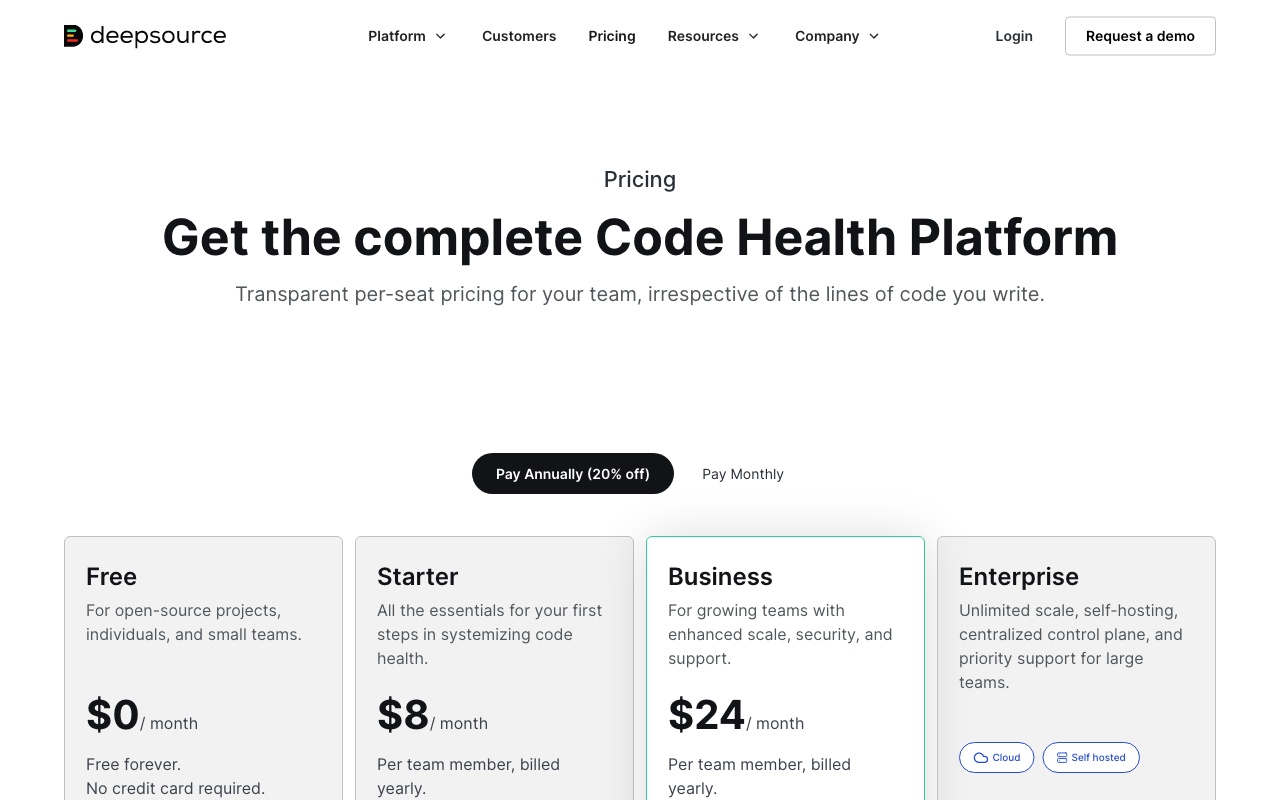 deepsource
Platform
Customers
Pricing
Resources
Company
Login
Request a demo
Pricing
Get the complete Code Health Platform
Transparent per-seat pricing for your team, irrespective of the lines of code you write.
Pay Annually (20% off)
Pay Monthly
Free
For open-source projects,
individuals, and small teams.
$0/ month
Free forever.
No credit card required.
Starter
All the essentials for your first
steps in systemizing code
health.
$8/ month
Per team member, billed
yearly.
Business
For growing teams with
enhanced scale, security, and
support.
$24/ month
Per team member, billed
yearly.
Enterprise
Unlimited scale, self-hosting,
centralized control plane, and
priority support for large
teams.
Cloud
Self hosted